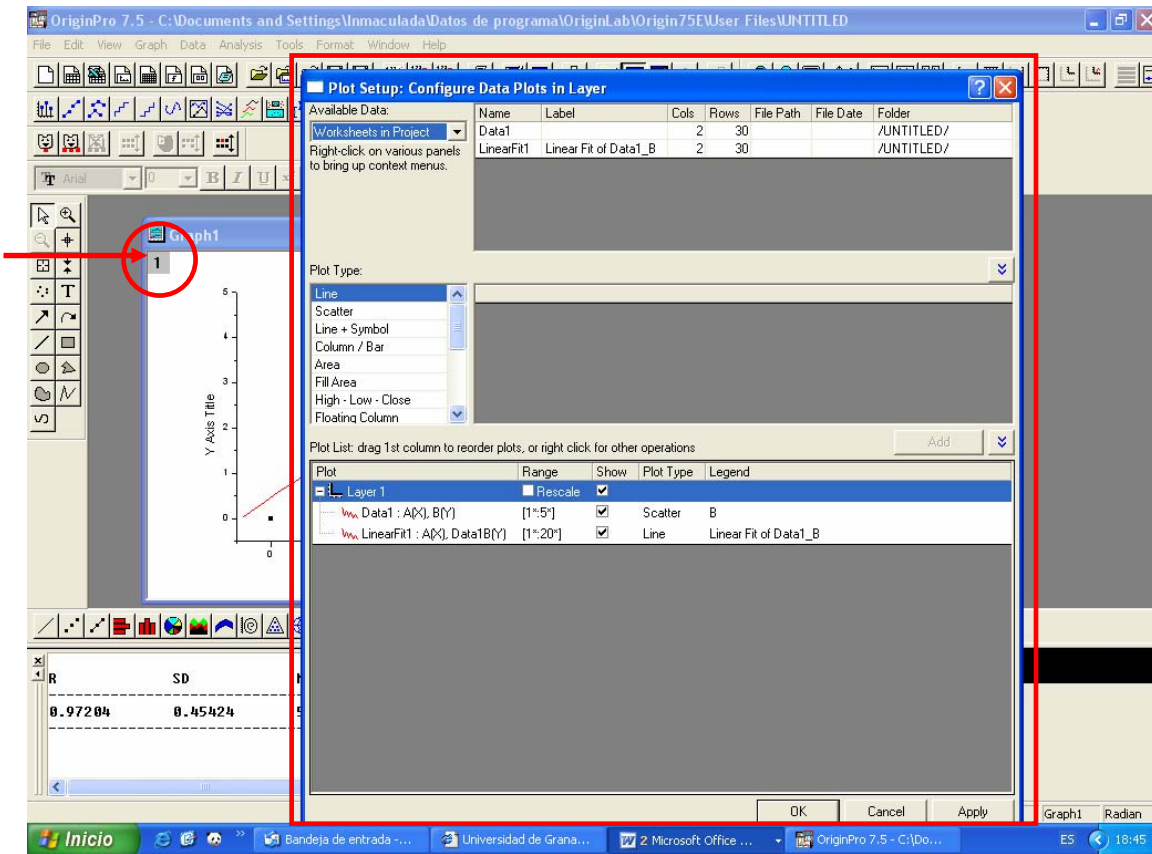 OriginPro 7.5 - C:\Documents and Settings\Inmaculada\Datos de programa\OriginLab\Origin75E\User Files\UNTITLED
File Edit View Graph Data Analysis Tools Format Window Help
Plot Setup: Configure Data Plots in Layer
Available Data:
Worksheets in Project
Right-click on various panels
to bring up context menus.
Name Label Cols Rows File Path File Date Folder
Data1 2 30 /UNTITLED/
LinearFit1 Linear Fit of Data1_B 2 30 /UNTITLED/
Arial 0 B I U
Graph1
1
5
4
3
2
1
0
0
Y Axis Title
Plot Type:
Line
Scatter
Line + Symbol
Column / Bar
Area
Fill Area
High - Low - Close
Floating Column
Add
Plot List: drag 1st column to reorder plots, or right click for other operations
Plot Range Show Plot Type Legend
Layer 1 Rescale
Data1 : A(X), B(Y) [1*:5*] Scatter B
LinearFit1 : A(X), Data1B(Y) [1*:20*] Line Linear Fit of Data1_B
R SD
0.97204 0.45424
OK Cancel Apply
Graph1 Radian
Inicio Bandeja de entrada -... Universidad de Grana... 2 Microsoft Office ... OriginPro 7.5 - C:\Do... ES 18:45